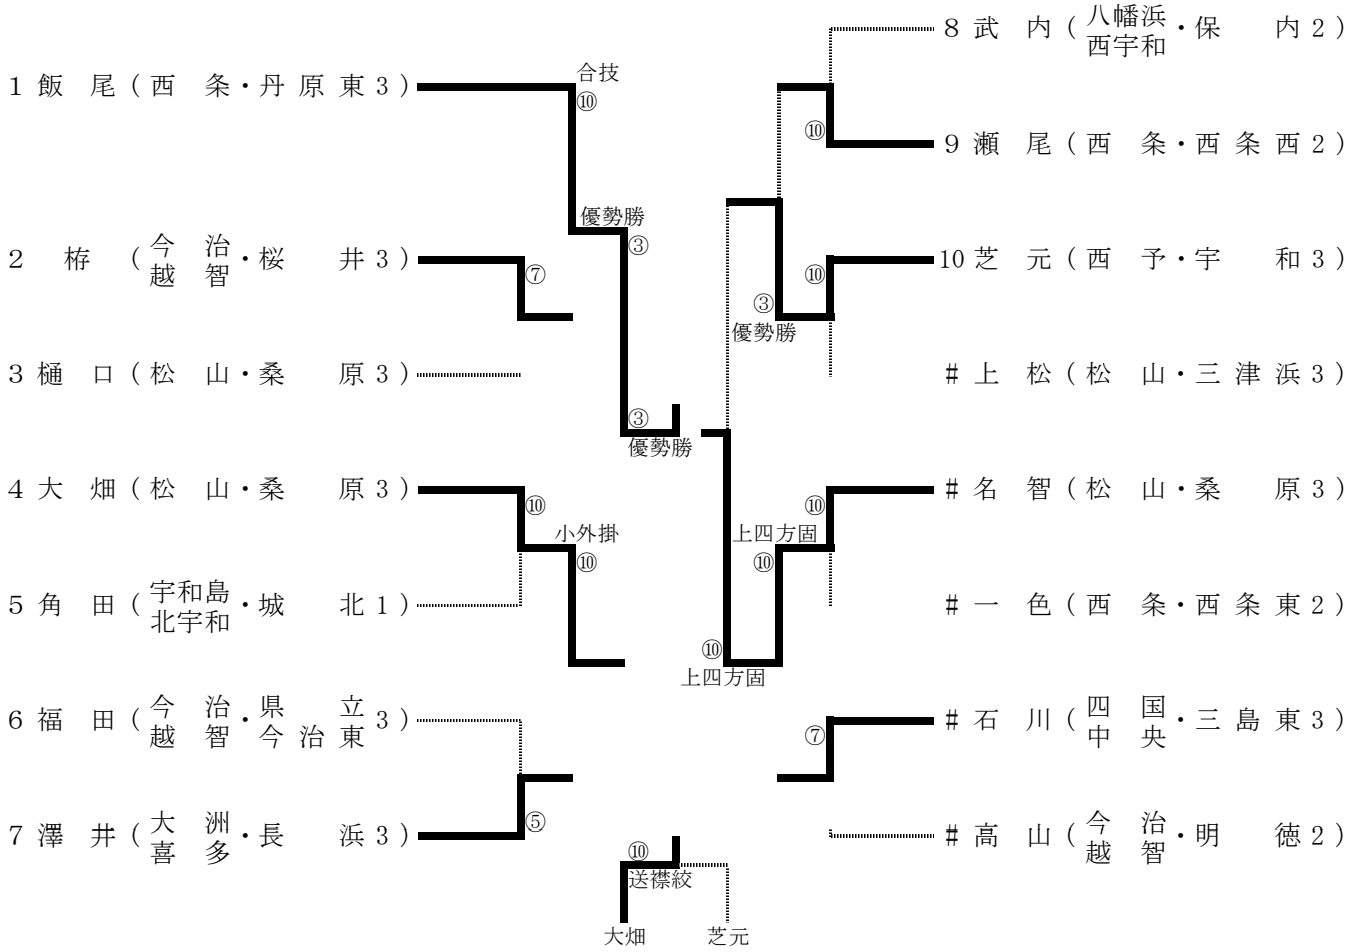 1 飯 尾 ( 西 条 ・ 丹 原 東 3 )
合技
⑩
優勢勝
③
2 栫 ( 今 治 越 智 ・ 桜 井 3 )
⑦
3 樋 口 ( 松 山 ・ 桑 原 3 )
③
優勢勝
4 大 畑 ( 松 山 ・ 桑 原 3 )
⑩
小外掛
⑩
5 角 田 ( 宇和島 北宇和 ・ 城 北 1 )
6 福 田 ( 今 治 越 智 ・ 県 立 今 治 東 3 )
7 澤 井 ( 大 洲 喜 多 ・ 長 浜 3 )
⑤
8 武 内 ( 八幡浜 西宇和 ・ 保 内 2 )
⑩
9 瀬 尾 ( 西 条 ・ 西 条 西 2 )
10 芝 元 ( 西 予 ・ 宇 和 3 )
⑩
③
優勢勝
# 上 松 ( 松 山 ・ 三 津 浜 3 )
# 名 智 ( 松 山 ・ 桑 原 3 )
⑩
上四方固
⑩
# 一 色 ( 西 条 ・ 西 条 東 2 )
⑩
上四方固
# 石 川 ( 四 国 中 央 ・ 三 島 東 3 )
⑦
# 高 山 ( 今 治 越 智 ・ 明 徳 2 )
⑩
送襟絞
大畑 芝元